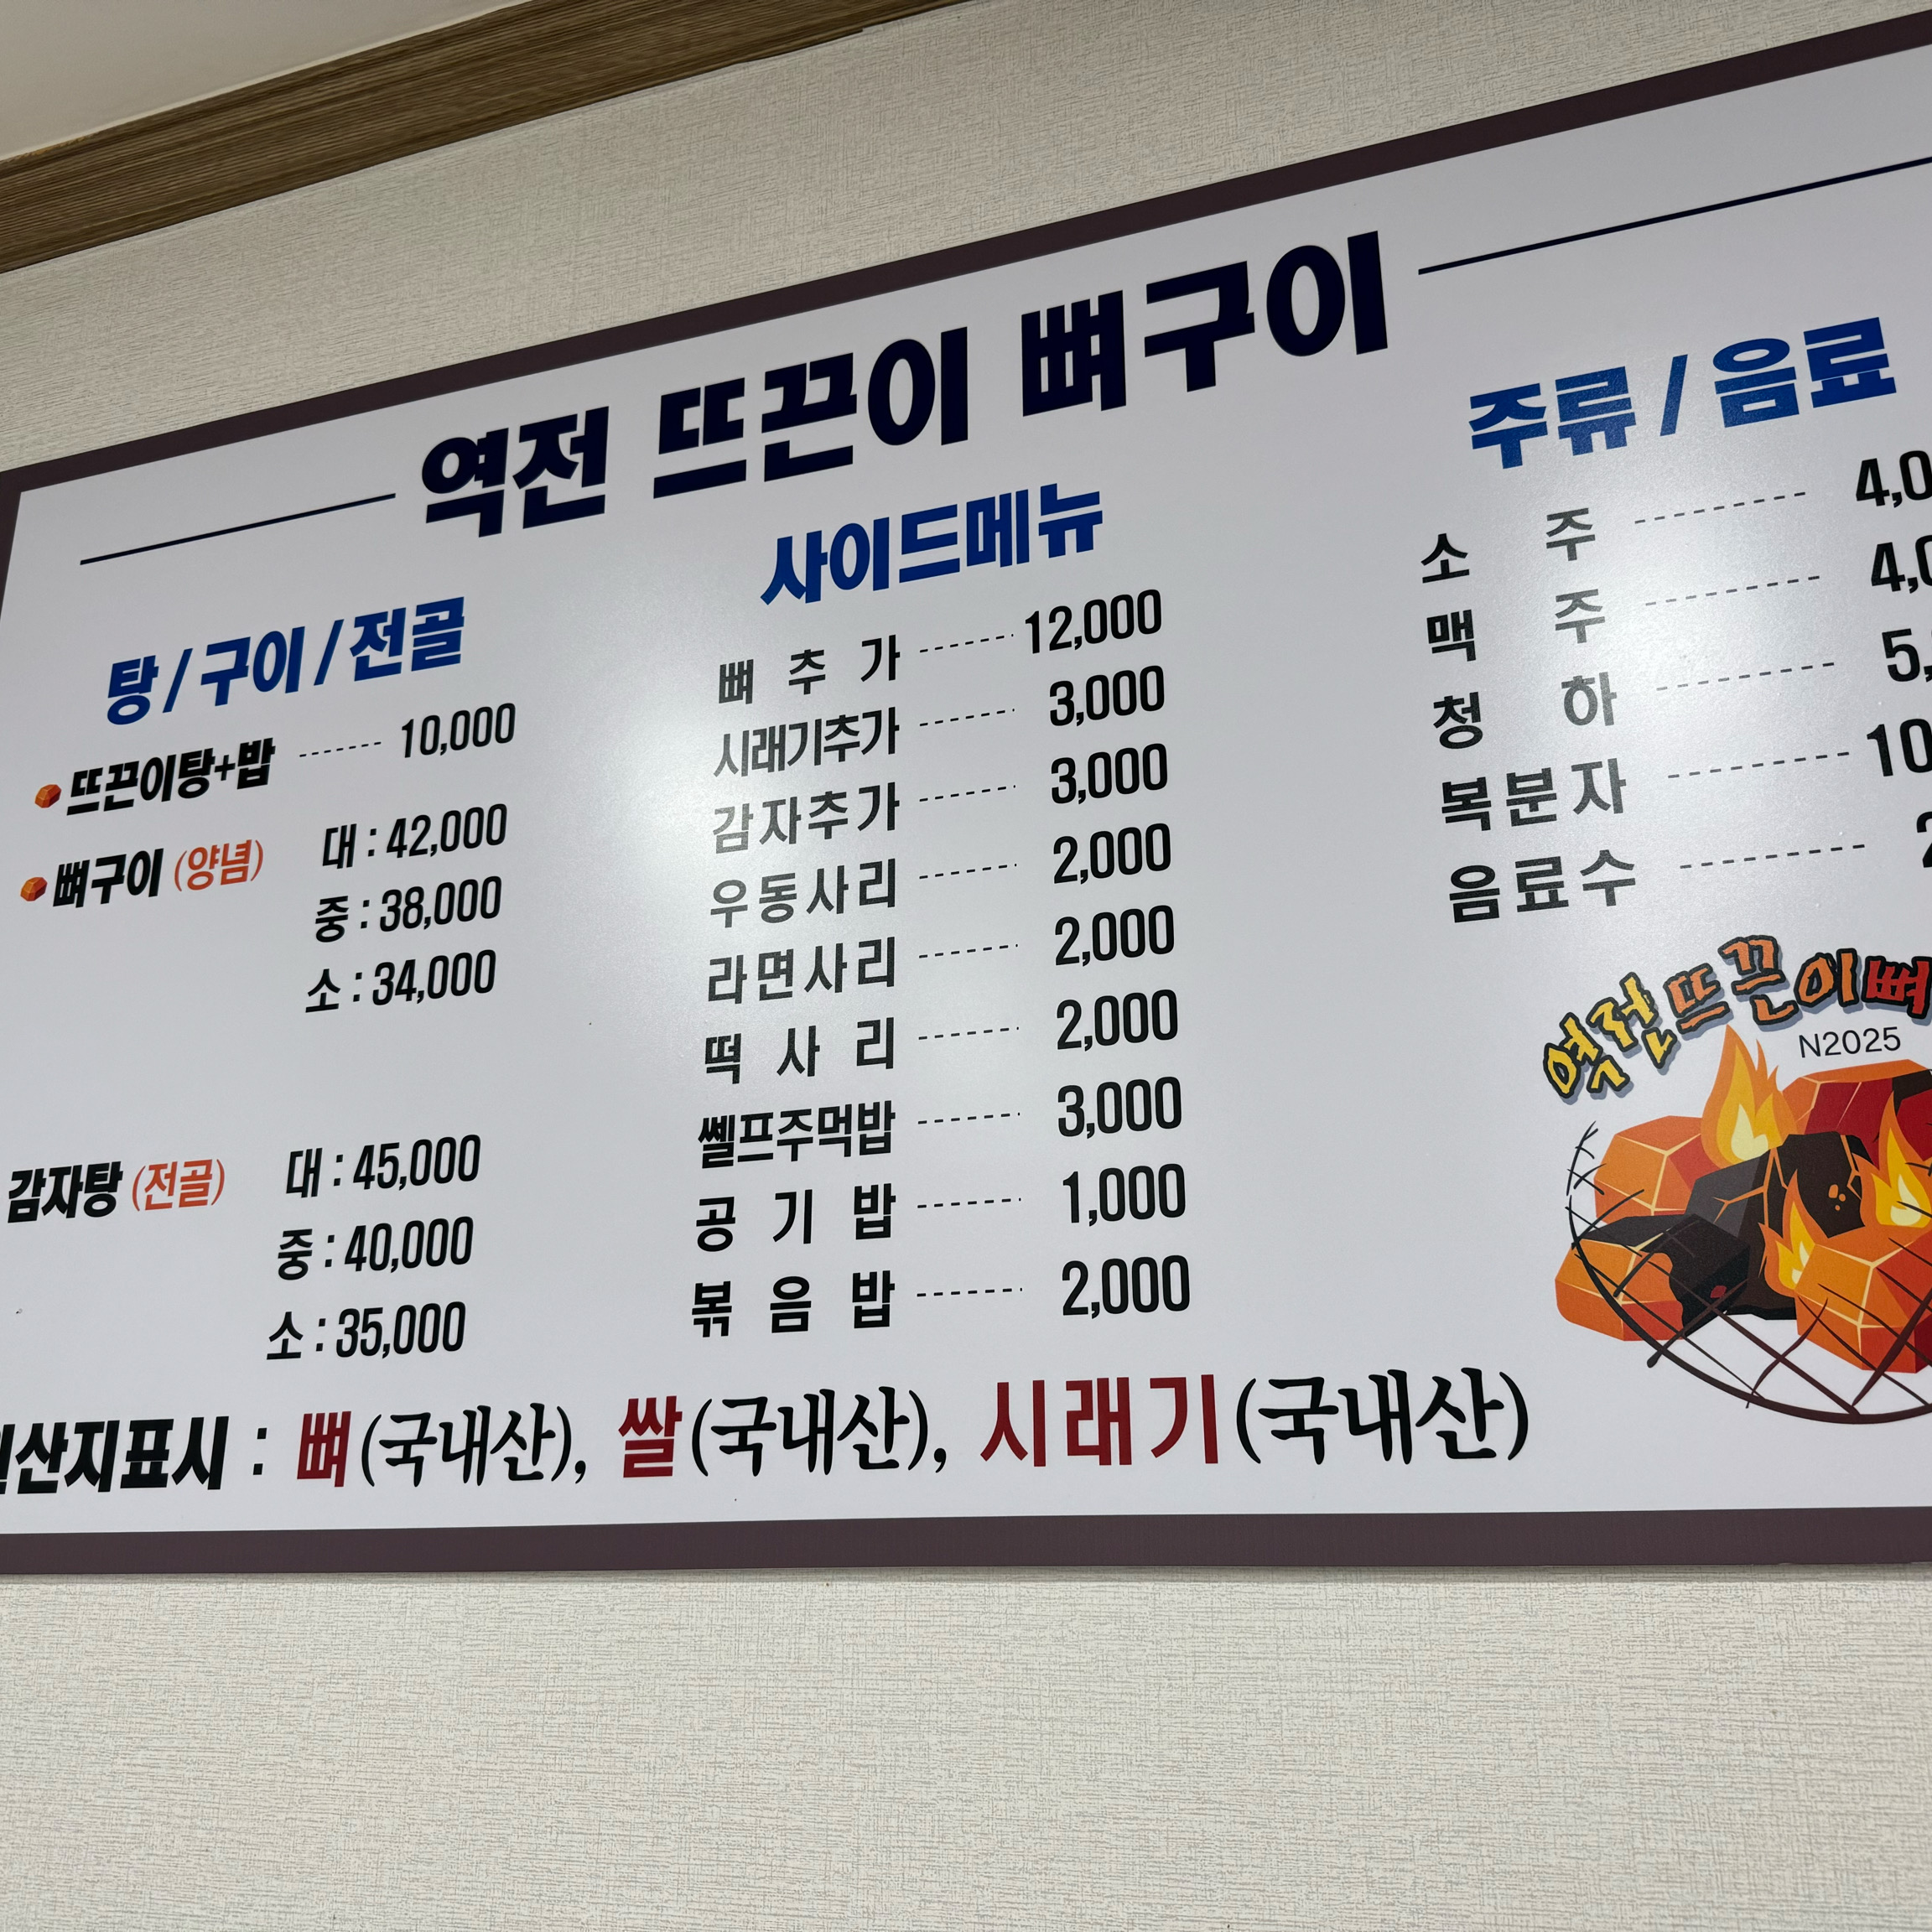 역전 뜨끈이 뼈구이
탕/구이/전골
뜨끈이탕+밥 ------- 10,000
뼈구이 (양념) 대 : 42,000
중 : 38,000
소 : 34,000
감자탕 (전골) 대 : 45,000
중 : 40,000
소 : 35,000
사이드메뉴
뼈 추 가 ------- 12,000
시래기추가 ------- 3,000
감자추가 ------- 3,000
우동사리 ------- 2,000
라면사리 ------- 2,000
떡 사 리 ------- 2,000
쎌프주먹밥 ------- 3,000
공 기 밥 ------- 1,000
볶 음 밥 ------- 2,000
주류/음료
소 주
맥 주
청 하
복분자
음료수
역전뜨끈이뼈
N2025
산지표시 : 뼈(국내산), 쌀(국내산), 시래기(국내산)